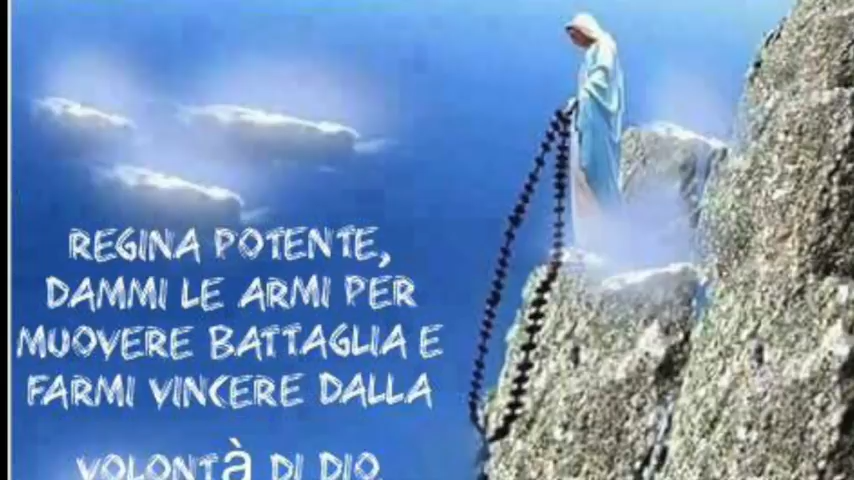 REGINA POTENTE,
DAMMI LE ARMI PER
MUOVERE BATTAGLIA E
FARMI VINCERE DALLA
VOLONTÀ DI DIO